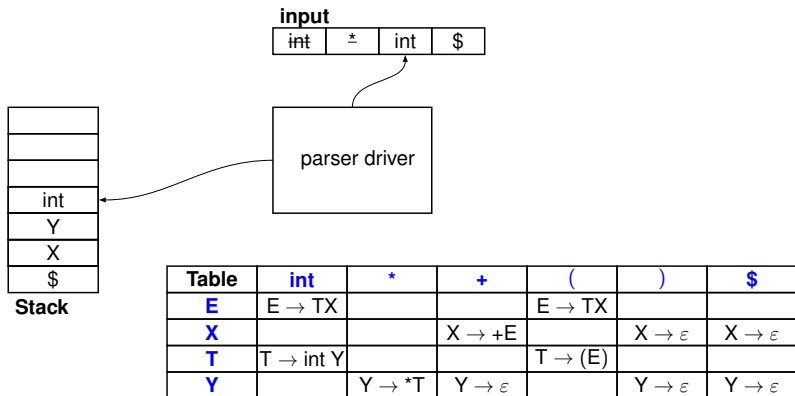 input
int * int $
parser driver
int
Y
X
$
Stack
Table int * + ( ) $
E E → TX E → TX
X X → +E X → ε X → ε
T T → int Y T → (E)
Y Y → *T Y → ε Y → ε Y → ε